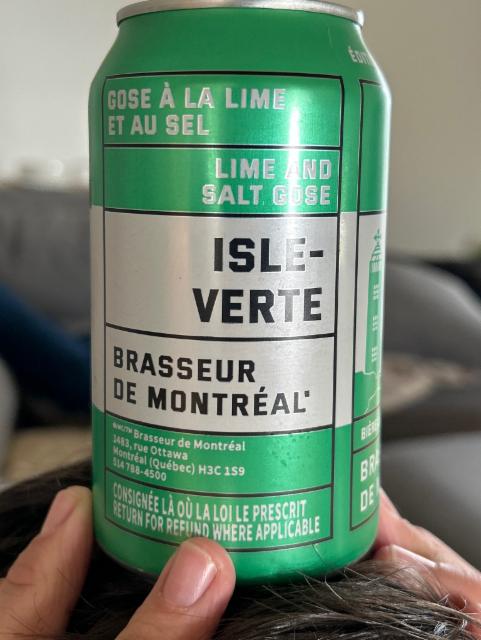 GOSE À LA LIME
ET AU SEL
LIME AND
SALT GOSE
ISLE-
VERTE
BRASSEUR
DE MONTRÉAL*
Brasseur de Montréal
1483, rue Ottawa
Montréal (Québec) H3C 1S9
514 788-4500
CONSIGNÉE LÀ OÙ LA LOI LE PRESCRIT
RETURN FOR REFUND WHERE APPLICABLE